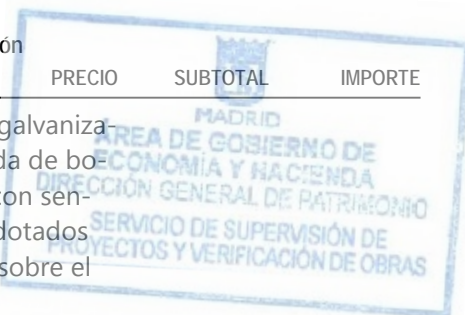 ón
PRECIO SUBTOTAL IMPORTE
galvaniza-
da de bo-
con sen-
dotados
sobre el
MADRID
ÁREA DE GOBIERNO DE
ECONOMÍA Y HACIENDA
DIRECCIÓN GENERAL DE PATRIMONIO
SERVICIO DE SUPERVISIÓN DE
PROYECTOS Y VERIFICACIÓN DE OBRAS